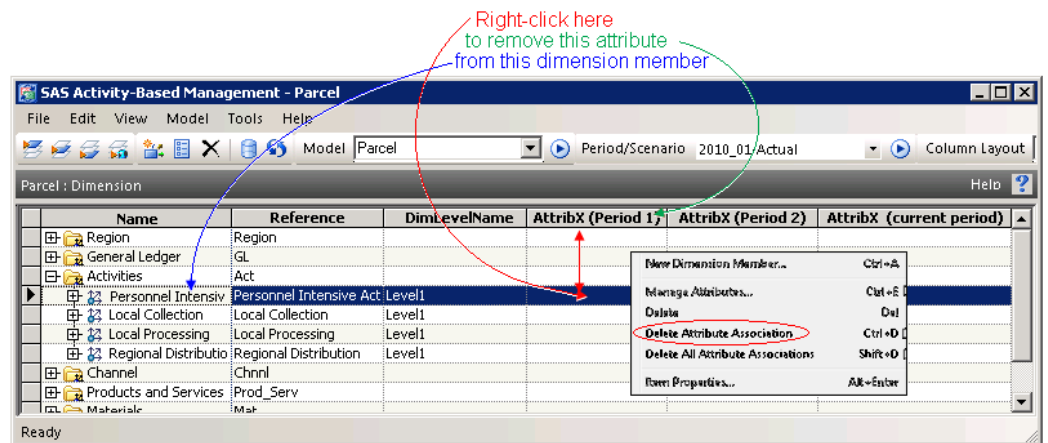 Right-click here
to remove this attribute
from this dimension member
SAS Activity-Based Management - Parcel
File Edit View Model Tools Help
Model Parcel Period/Scenario 2010_01 Actual Column Layout
Parcel : Dimension Help ?
Name Reference DimLevelName AttribX (Period 1) AttribX (Period 2) AttribX (current period)
Region Region
General Ledger GL
Activities Act
Personnel Intensiv Personnel Intensive Act Level1
Local Collection Local Collection Level1
Local Processing Local Processing Level1
Regional Distributio Regional Distribution Level1
Channel Chnnl
Products and Services Prod_Serv
Materials Mat
New Dimension Member... Ctrl+A
Manage Attributes... Ctrl+E
Delete Del
Delete Attribute Association Ctrl+D
Delete All Attribute Associations Shift+D
Item Properties... Alt+Enter
Ready